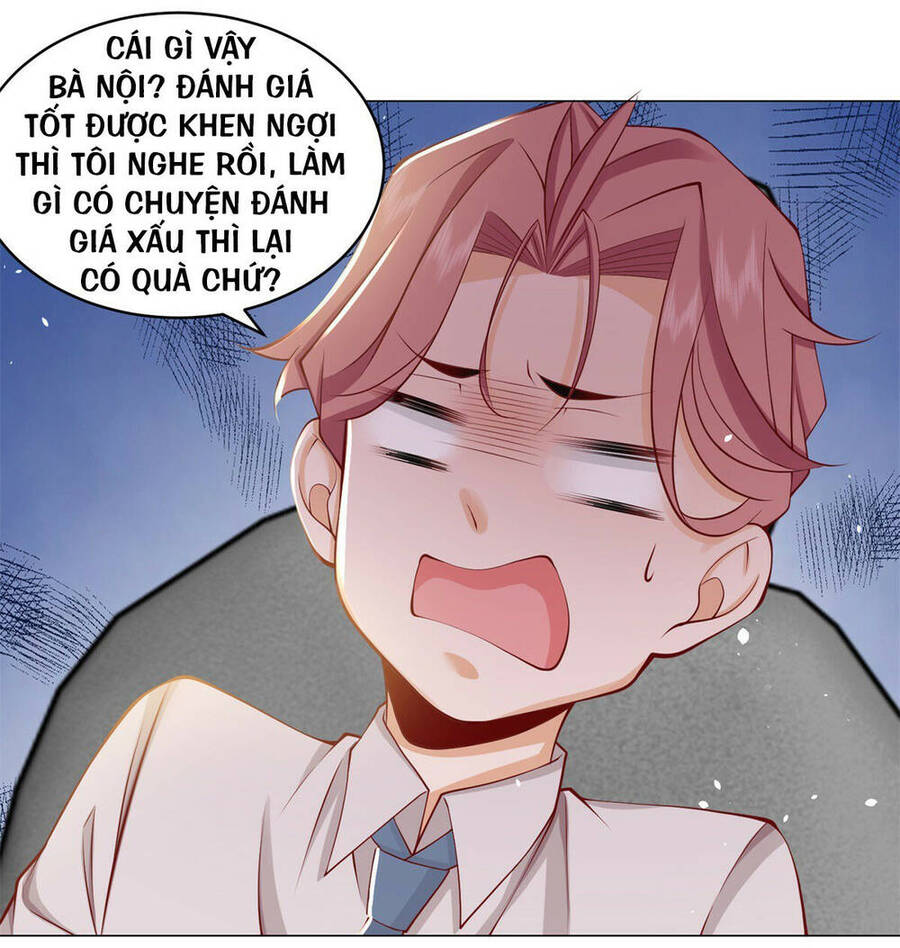 CÁI GÌ VẬY
BÀ NỘI? ĐÁNH GIÁ
TỐT ĐƯỢC KHEN NGỢI
THÌ TÔI NGHE RỒI, LÀM
GÌ CÓ CHUYỆN ĐÁNH
GIÁ XẤU THÌ LẠI
CÓ QUÀ CHỨ?